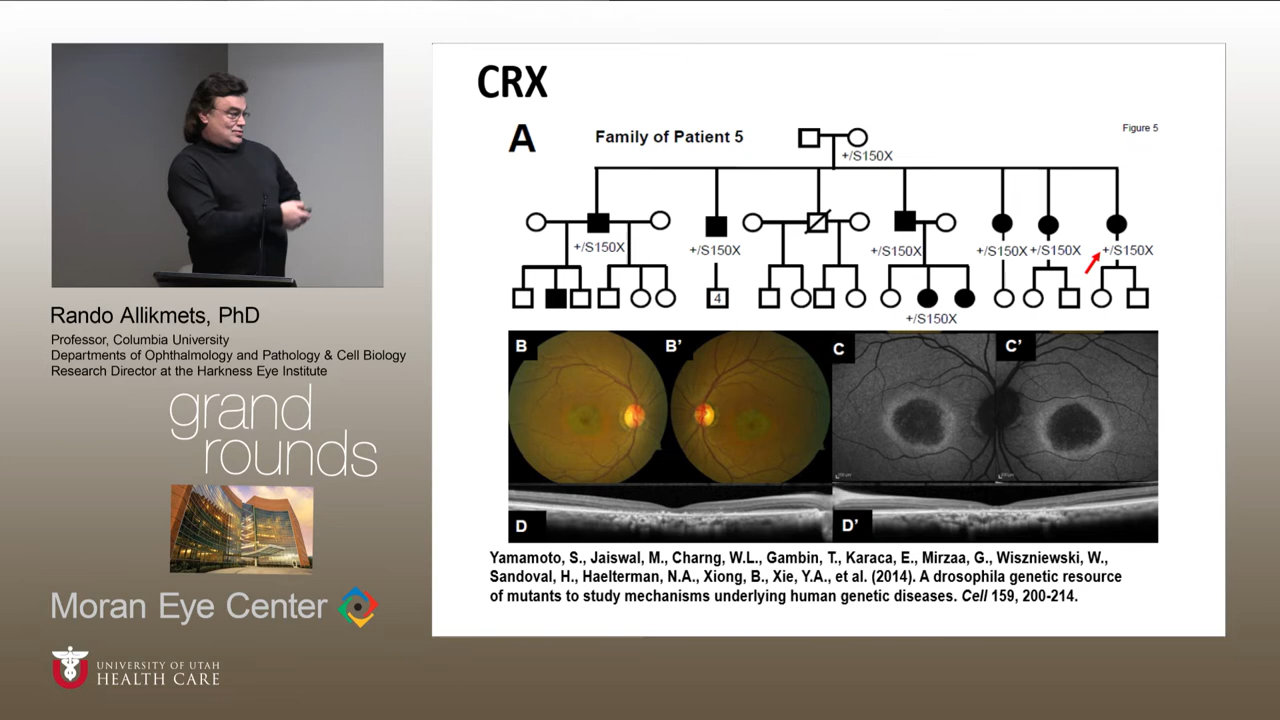 CRX
A
Family of Patient 5
Figure 5
+/S150X
+/S150X
+/S150X
+/S150X
+/S150X
+/S150X
+/S150X
4
+/S150X
B
B'
C
C'
D
D'
Yamamoto, S., Jaiswal, M., Charng, W.L., Gambin, T., Karaca, E., Mirzaa, G., Wiszniewski, W.,
Sandoval, H., Haelterman, N.A., Xiong, B., Xie, Y.A., et al. (2014). A drosophila genetic resource
of mutants to study mechanisms underlying human genetic diseases. Cell 159, 200-214.
Rando Allikmets, PhD
Professor, Columbia University
Departments of Ophthalmology and Pathology & Cell Biology
Research Director at the Harkness Eye Institute
grand
rounds
Moran Eye Center
UNIVERSITY OF UTAH
HEALTH CARE